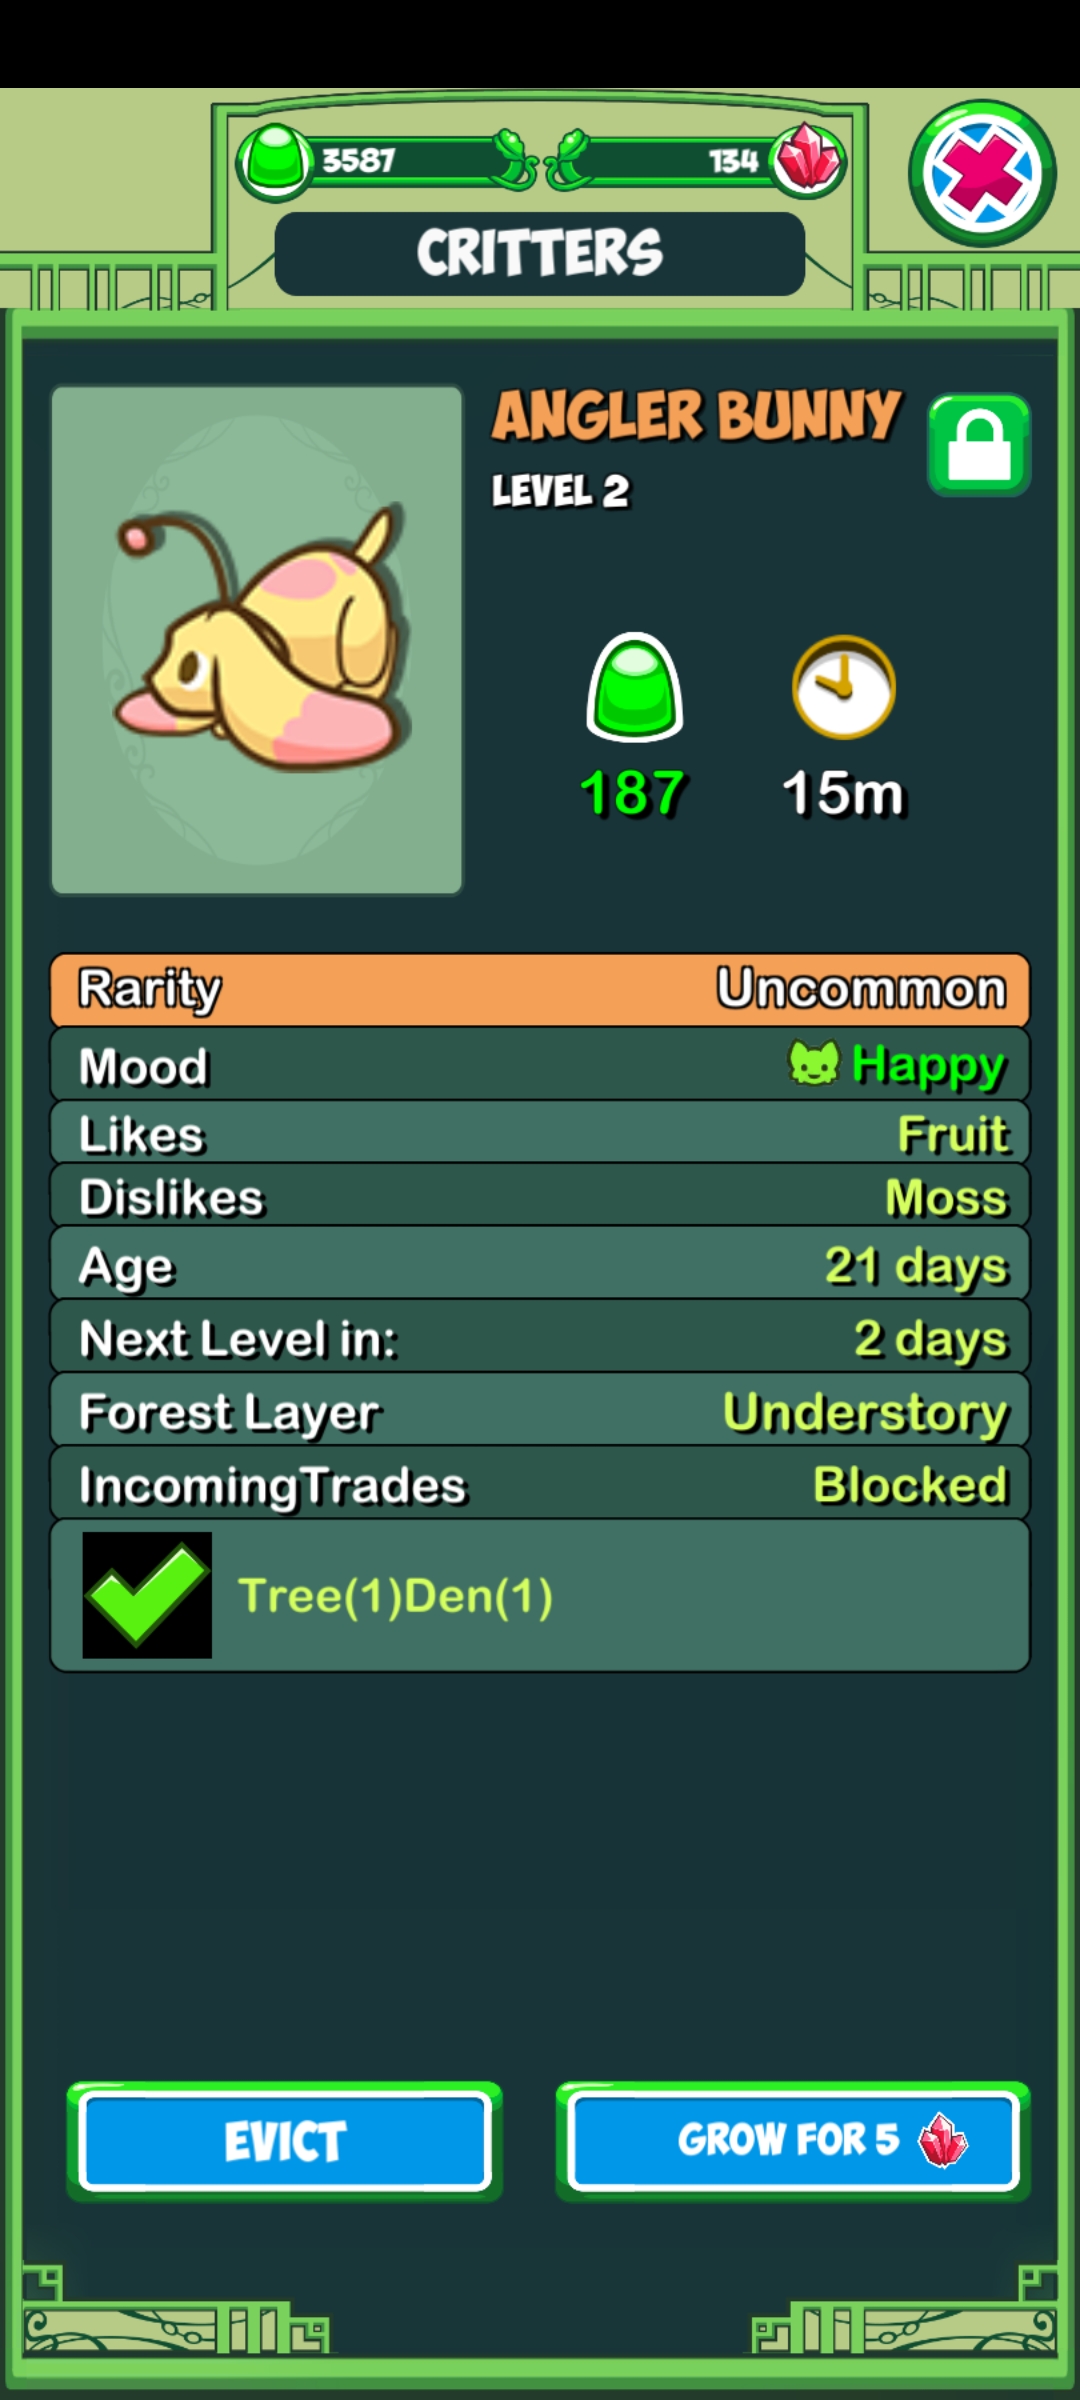 3587 134
CRITTERS
ANGLER BUNNY
LEVEL 2
187 15m
Rarity Uncommon
Mood Happy
Likes Fruit
Dislikes Moss
Age 21 days
Next Level in: 2 days
Forest Layer Understory
IncomingTrades Blocked
Tree(1)Den(1)
EVICT GROW FOR 5